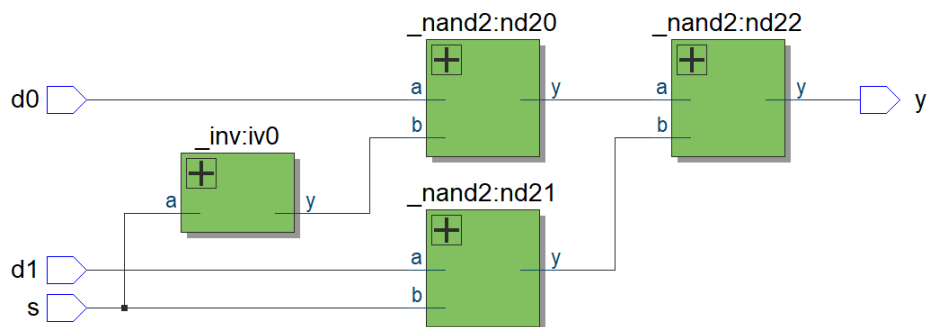 _nand2:nd20
_nand2:nd22
d0
a
y
a
y
y
b
b
_inv:iv0
a
y
_nand2:nd21
d1
a
y
s
b